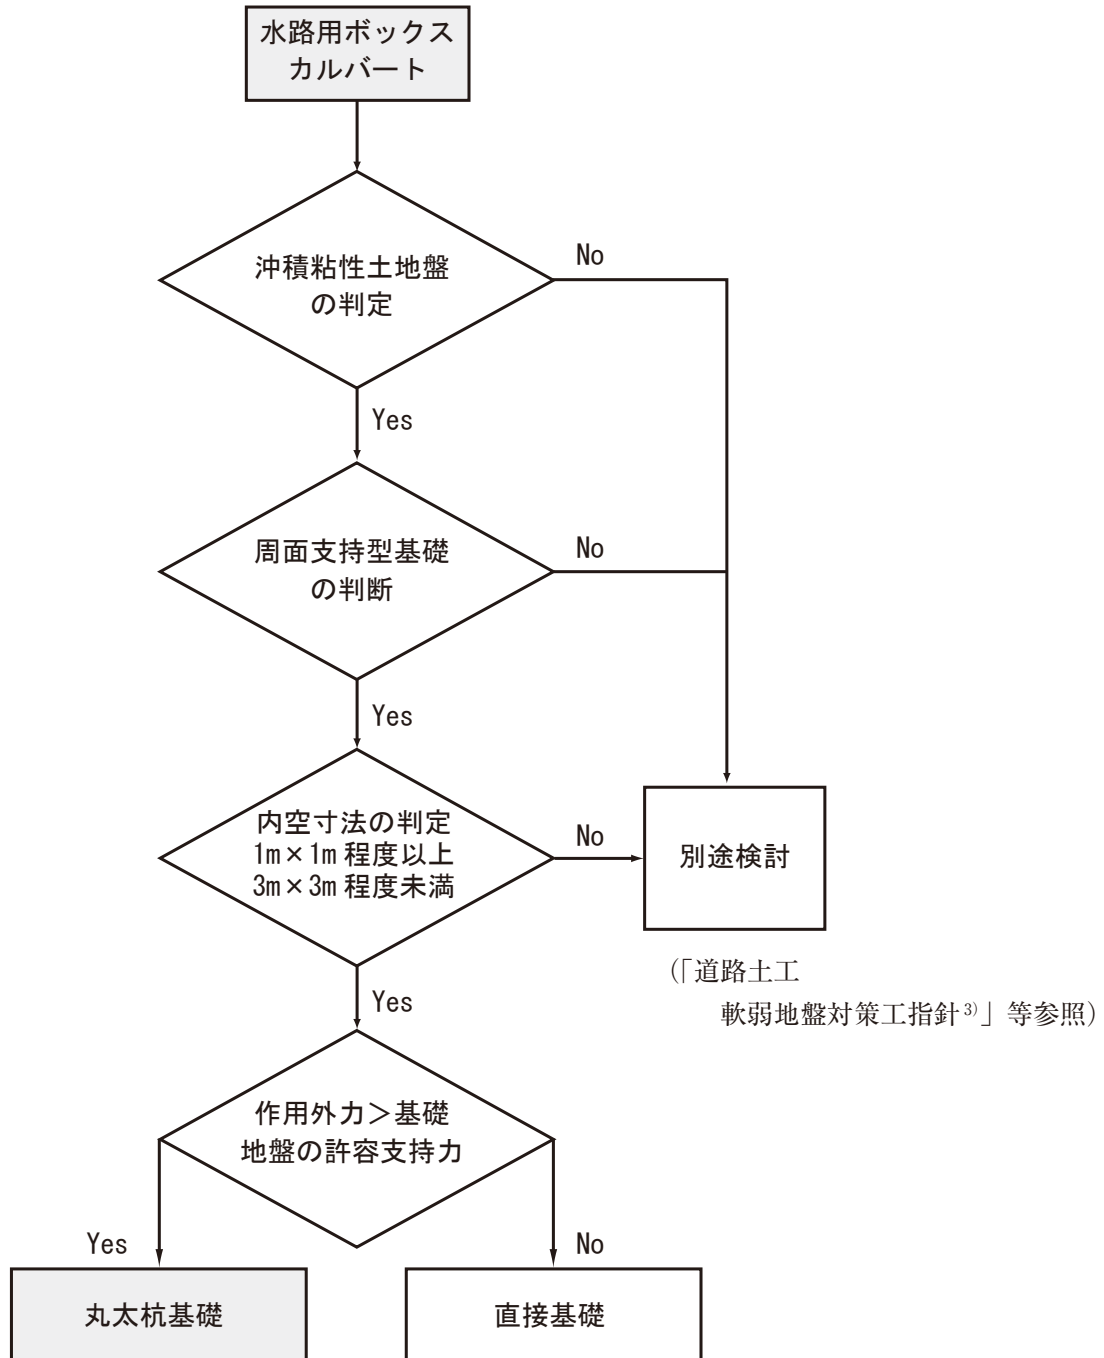 水路用ボックス
カルバート
沖積粘性土地盤
の判定
No
Yes
周面支持型基礎
の判断
No
Yes
内空寸法の判定
1m×1m 程度以上
3m×3m 程度未満
No
別途検討
(「道路土工
軟弱地盤対策工指針3)」等参照)
Yes
作用外力>基礎
地盤の許容支持力
Yes
No
丸太杭基礎
直接基礎